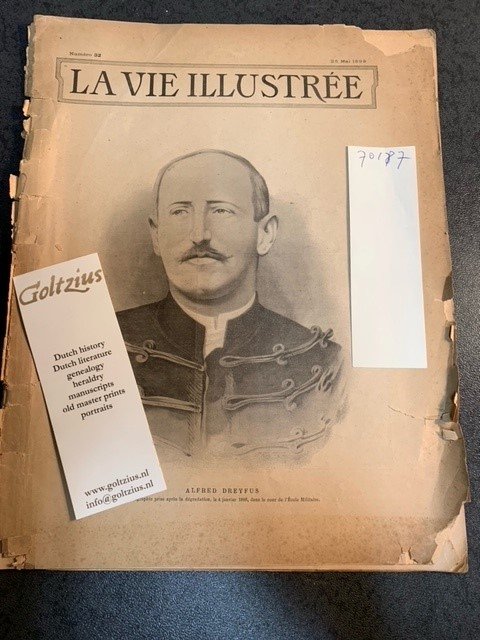 Numéro 32
25 Mai 1899
LA VIE ILLUSTRÉE
70187
Goltzius
Dutch history
Dutch literature
genealogy
heraldry
manuscripts
old master prints
portraits
www.goltzius.nl
info@goltzius.nl
ALFRED DREYFUS
prise après la dégradation, le 4 janvier 1895, dans la cour de l'École Militaire.